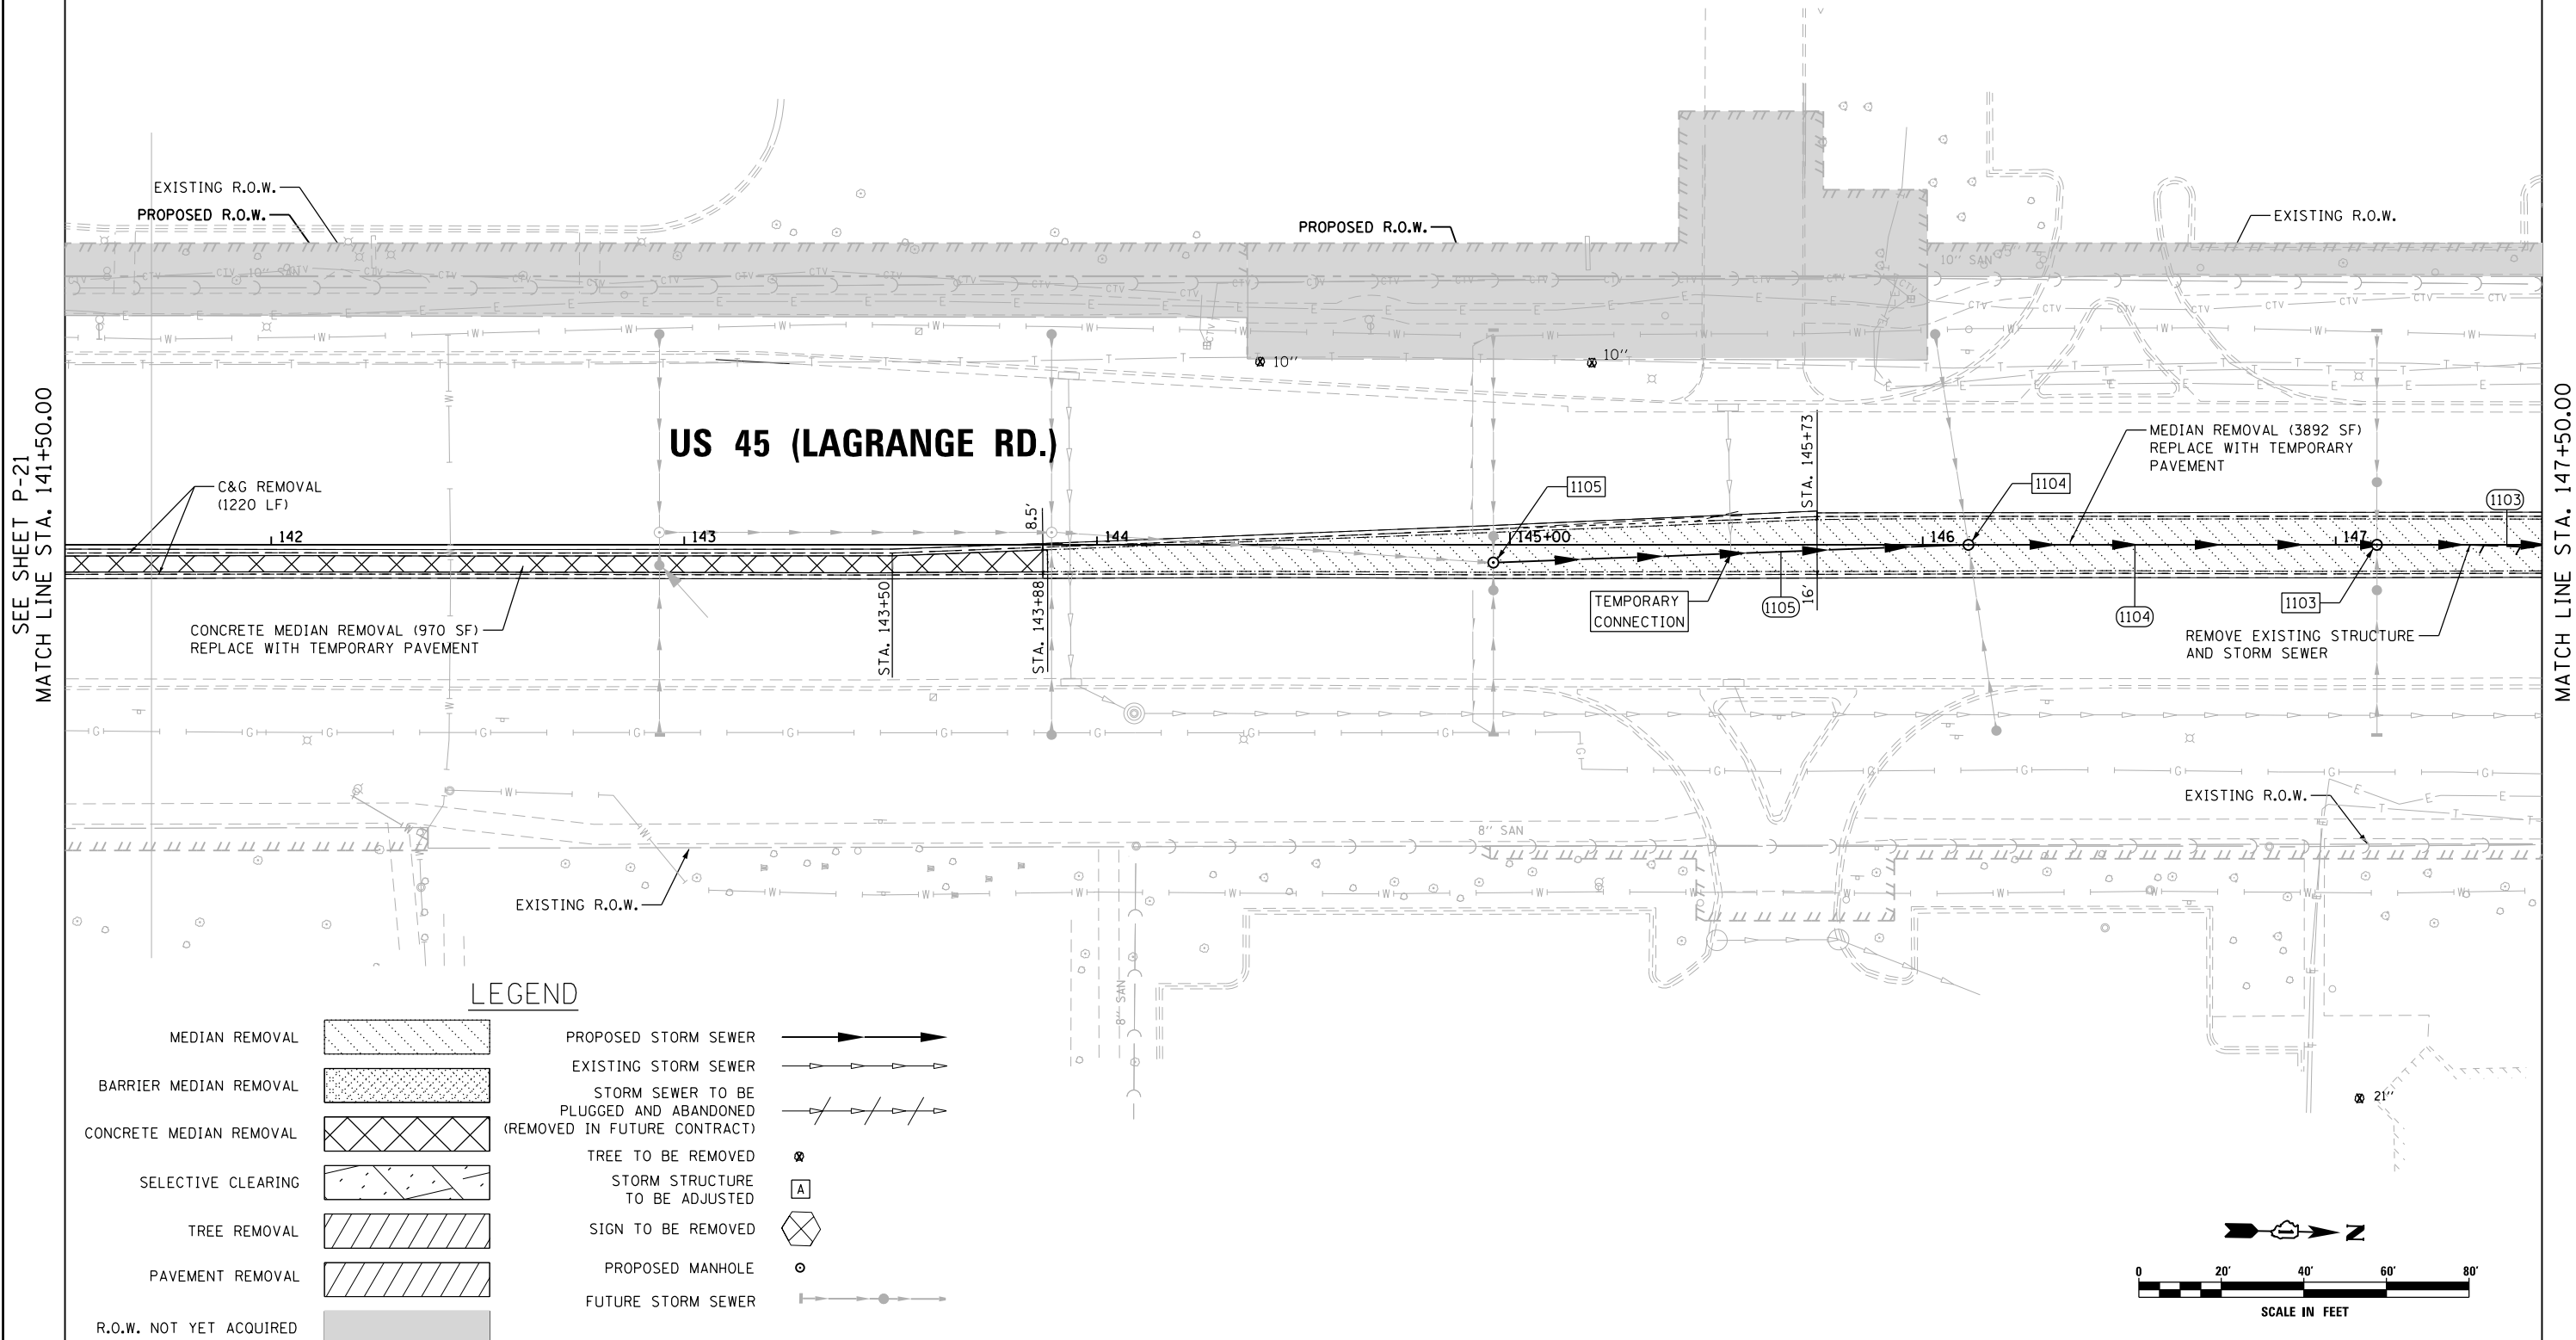 SEE SHEET P-21
MATCH LINE STA. 141+50.00
EXISTING R.O.W.
PROPOSED R.O.W.
PROPOSED R.O.W.
EXISTING R.O.W.
10'' SAN
10'' SAN
CTV
E
W
T
10''
10''
US 45 (LAGRANGE RD.)
C&G REMOVAL
(1220 LF)
142
143
8.5'
144
145+00
146
147
1105
STA. 145+73
1104
MEDIAN REMOVAL (3892 SF)
REPLACE WITH TEMPORARY
PAVEMENT
1103
CONCRETE MEDIAN REMOVAL (970 SF)
REPLACE WITH TEMPORARY PAVEMENT
STA. 143+50
STA. 143+88
TEMPORARY
CONNECTION
1105
16'
1104
1103
REMOVE EXISTING STRUCTURE
AND STORM SEWER
MATCH LINE STA. 147+50.00
G
EXISTING R.O.W.
8'' SAN
EXISTING R.O.W.
8'' SAN
21''
LEGEND
MEDIAN REMOVAL
BARRIER MEDIAN REMOVAL
CONCRETE MEDIAN REMOVAL
SELECTIVE CLEARING
TREE REMOVAL
PAVEMENT REMOVAL
R.O.W. NOT YET ACQUIRED
PROPOSED STORM SEWER
EXISTING STORM SEWER
STORM SEWER TO BE
PLUGGED AND ABANDONED
(REMOVED IN FUTURE CONTRACT)
TREE TO BE REMOVED
STORM STRUCTURE
TO BE ADJUSTED
A
SIGN TO BE REMOVED
PROPOSED MANHOLE
FUTURE STORM SEWER
N
0 20' 40' 60' 80'
SCALE IN FEET